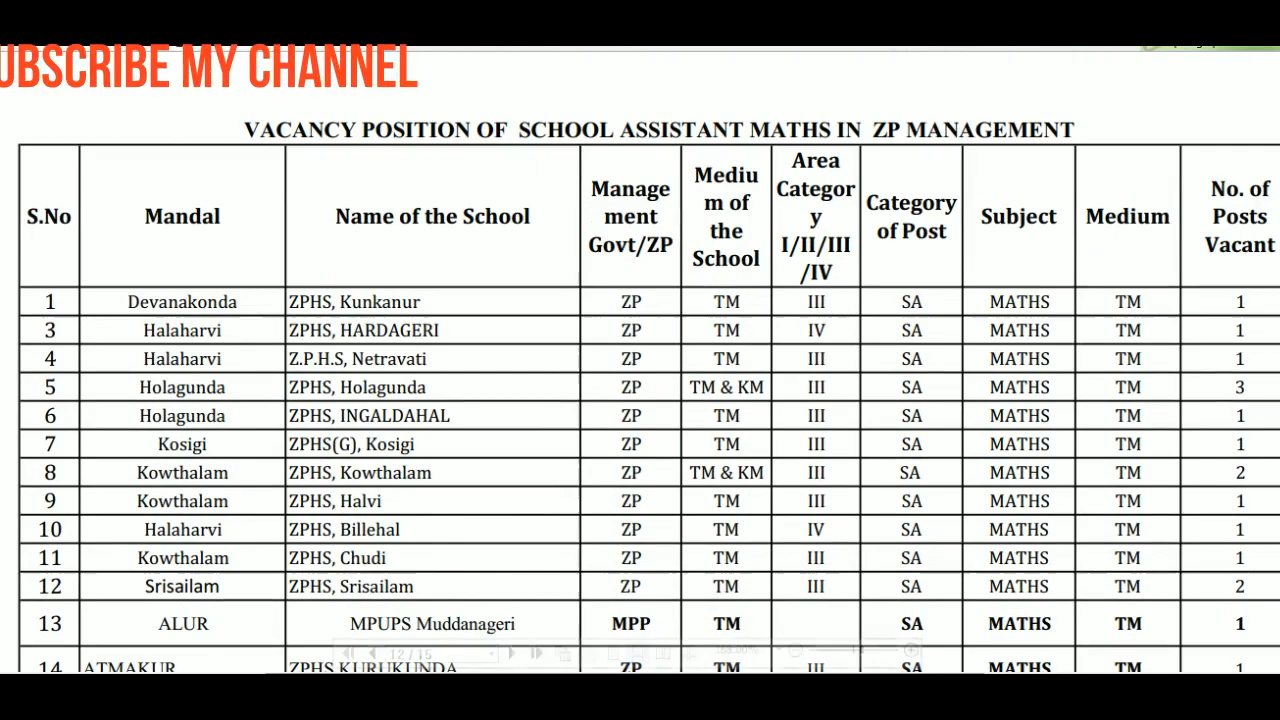 UBSCRIBE MY CHANNEL
VACANCY POSITION OF SCHOOL ASSISTANT MATHS IN ZP MANAGEMENT
S.No Mandal Name of the School Manage ment Govt/ZP Mediu m of the School Area Categor y I/II/III /IV Category of Post Subject Medium No. of Posts Vacant
1 Devanakonda ZPHS, Kunkanur ZP TM III SA MATHS TM 1
3 Halaharvi ZPHS, HARDAGERI ZP TM IV SA MATHS TM 1
4 Halaharvi Z.P.H.S, Netravati ZP TM III SA MATHS TM 1
5 Holagunda ZPHS, Holagunda ZP TM & KM III SA MATHS TM 3
6 Holagunda ZPHS, INGALDAHAL ZP TM III SA MATHS TM 1
7 Kosigi ZPHS(G), Kosigi ZP TM III SA MATHS TM 1
8 Kowthalam ZPHS, Kowthalam ZP TM & KM III SA MATHS TM 2
9 Kowthalam ZPHS, Halvi ZP TM III SA MATHS TM 1
10 Halaharvi ZPHS, Billehal ZP TM IV SA MATHS TM 1
11 Kowthalam ZPHS, Chudi ZP TM III SA MATHS TM 1
12 Srisailam ZPHS, Srisailam ZP TM III SA MATHS TM 2
13 ALUR MPUPS Muddanageri MPP TM SA MATHS TM 1
12 / 15
14 ATMAKUR ZPHS KURUKUNDA ZP TM III SA MATHS TM 1